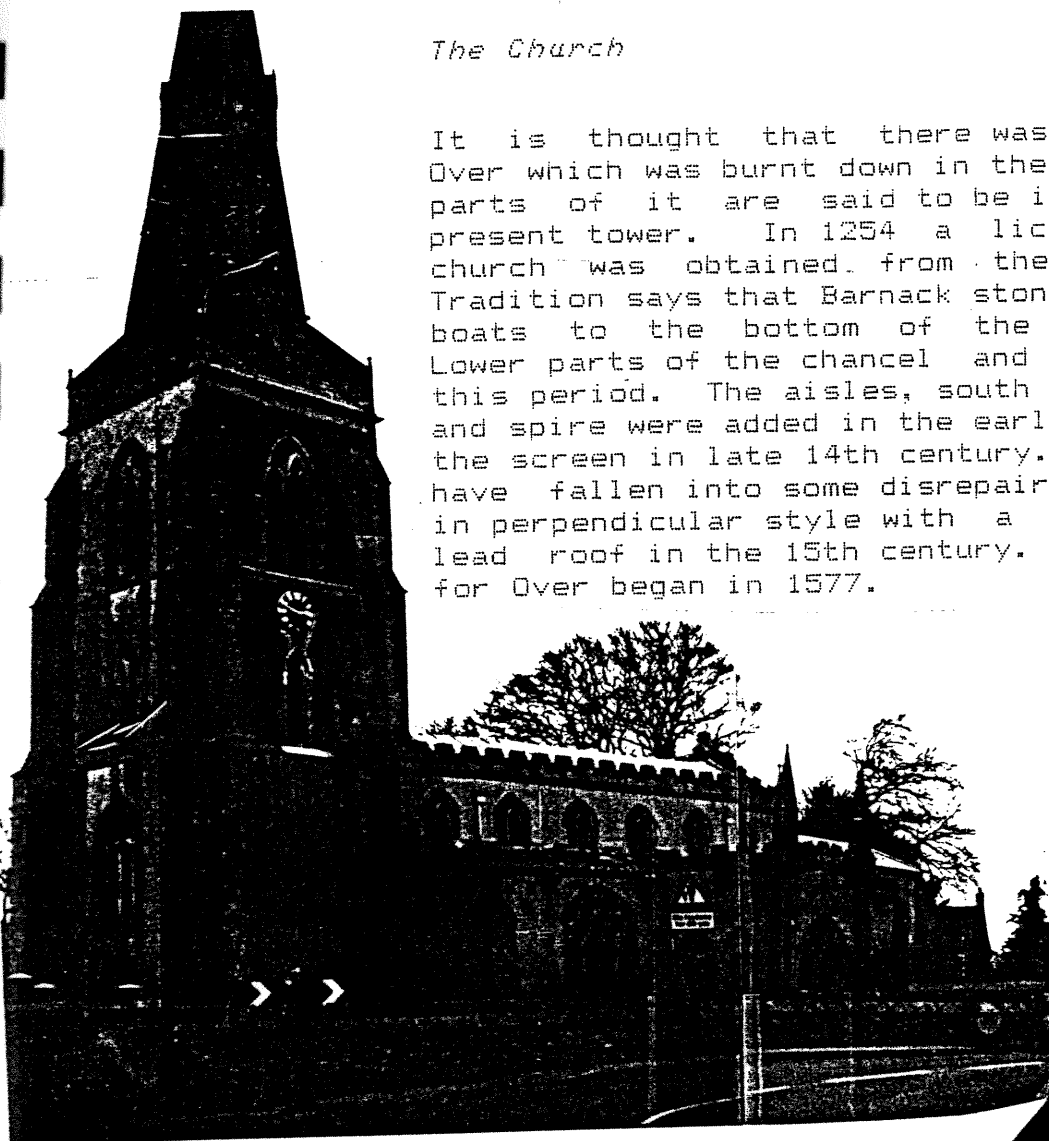 The Church
It is thought that there was
Over which was burnt down in the
parts of it are said to be i
present tower. In 1254 a lic
church was obtained from the
Tradition says that Barnack ston
boats to the bottom of the
Lower parts of the chancel and
this period. The aisles, south
and spire were added in the earl
the screen in late 14th century.
have fallen into some disrepair
in perpendicular style with a
lead roof in the 15th century.
for Over began in 1577.